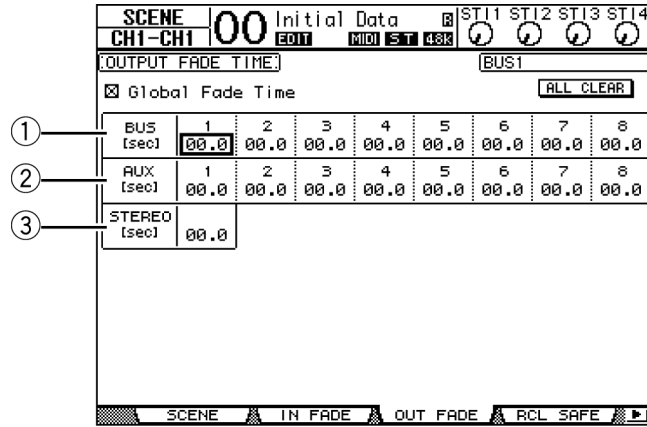 SCENE
CH1-CH1
00 Initial Data R
EDIT MIDI ST 48k
STI1 STI2 STI3 STI4
OUTPUT FADE TIME
BUS1
Global Fade Time
ALL CLEAR
① BUS [sec] 1 2 3 4 5 6 7 8
00.0 00.0 00.0 00.0 00.0 00.0 00.0 00.0
② AUX [sec] 1 2 3 4 5 6 7 8
00.0 00.0 00.0 00.0 00.0 00.0 00.0 00.0
③ STEREO [sec] 00.0
SCENE IN FADE OUT FADE RCL SAFE